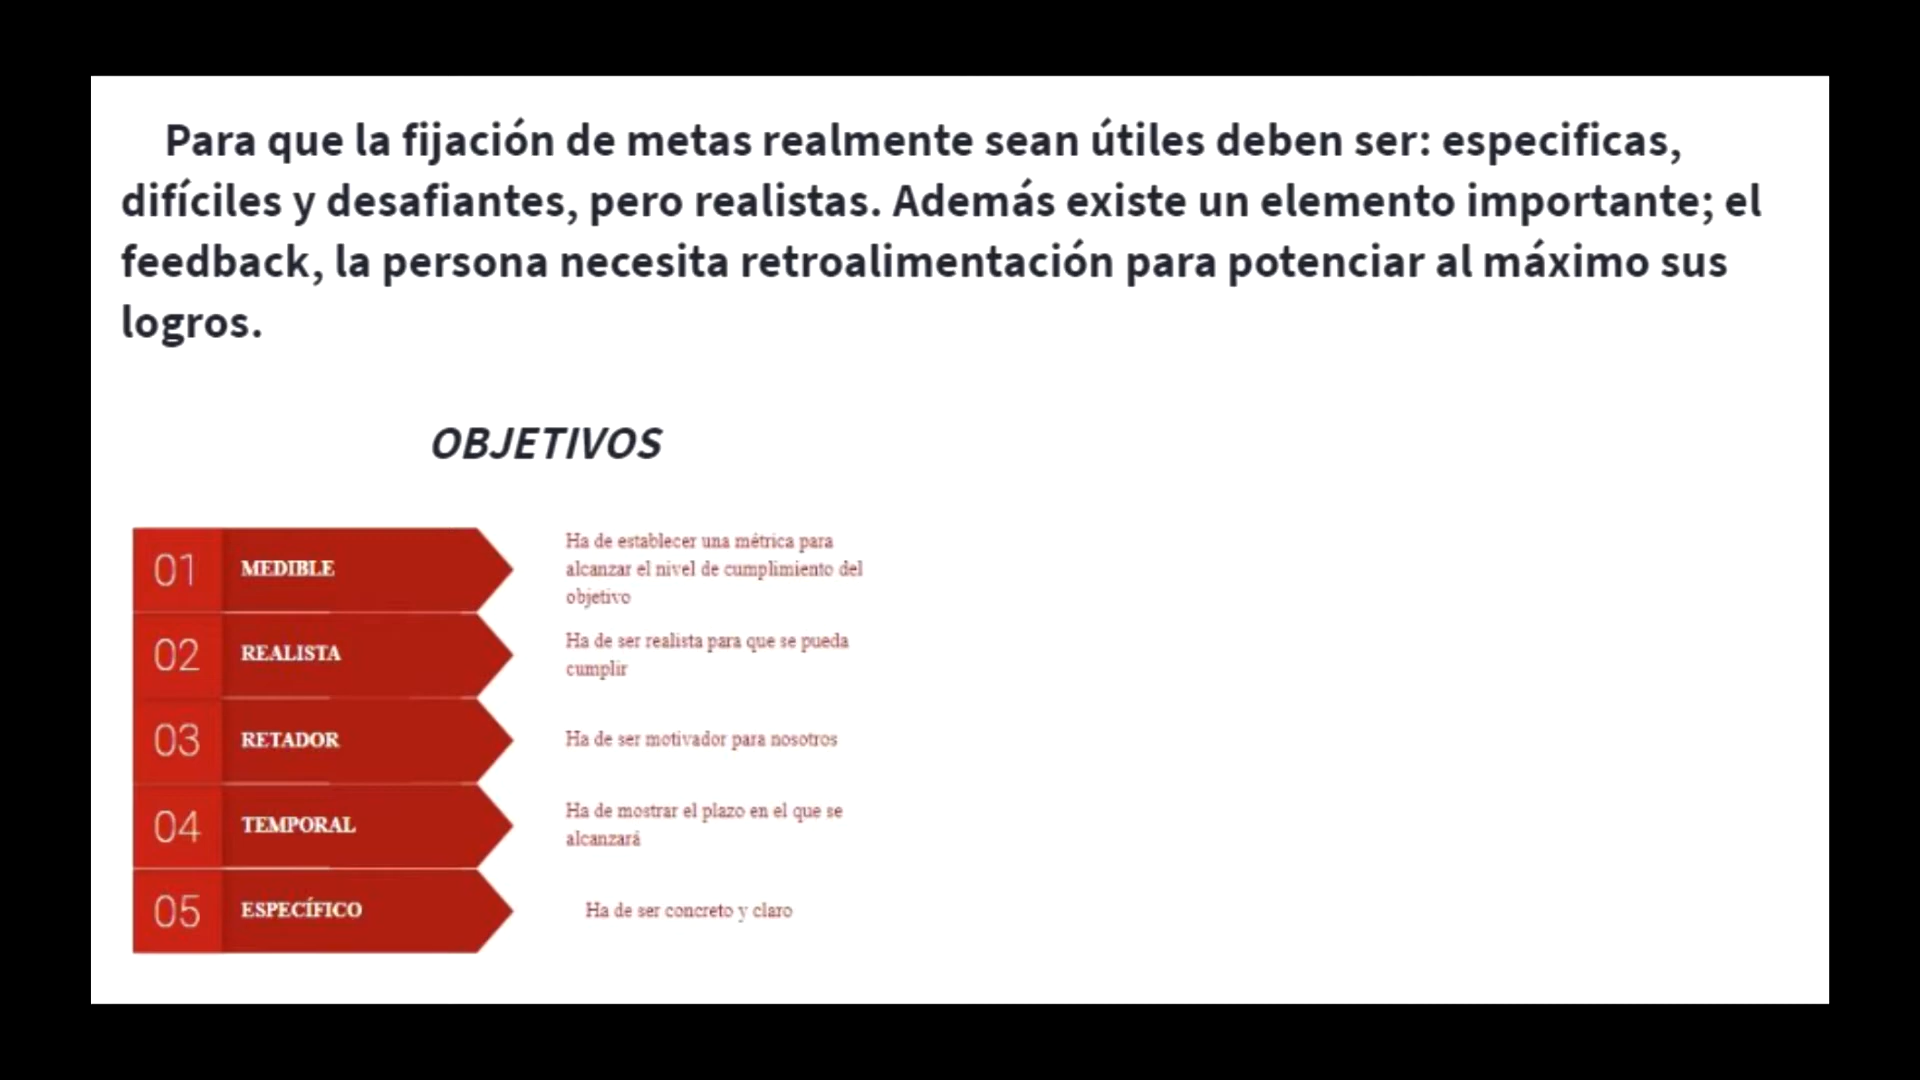 Para que la fijación de metas realmente sean útiles deben ser: especificas,
difíciles y desafiantes, pero realistas. Además existe un elemento importante; el
feedback, la persona necesita retroalimentación para potenciar al máximo sus
logros.
OBJETIVOS
01 MEDIBLE
Ha de establecer una métrica para
alcanzar el nivel de cumplimiento del
objetivo
02 REALISTA
Ha de ser realista para que se pueda
cumplir
03 RETADOR
Ha de ser motivador para nosotros
04 TEMPORAL
Ha de mostrar el plazo en el que se
alcanzará
05 ESPECÍFICO
Ha de ser concreto y claro